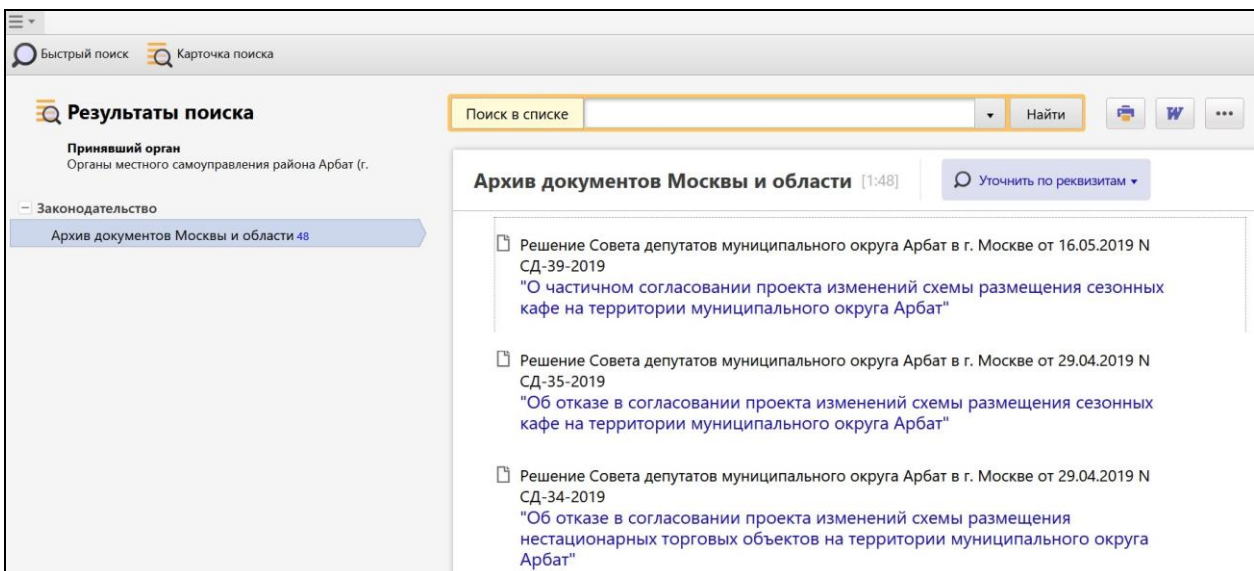 Быстрый поиск Карточка поиска
Результаты поиска
Принявший орган
Органы местного самоуправления района Арбат (г.
Законодательство
Архив документов Москвы и области 48
Поиск в списке Найти W
Архив документов Москвы и области [1:48] Уточнить по реквизитам
Решение Совета депутатов муниципального округа Арбат в г. Москве от 16.05.2019 N
СД-39-2019
"О частичном согласовании проекта изменений схемы размещения сезонных
кафе на территории муниципального округа Арбат"
Решение Совета депутатов муниципального округа Арбат в г. Москве от 29.04.2019 N
СД-35-2019
"Об отказе в согласовании проекта изменений схемы размещения сезонных
кафе на территории муниципального округа Арбат"
Решение Совета депутатов муниципального округа Арбат в г. Москве от 29.04.2019 N
СД-34-2019
"Об отказе в согласовании проекта изменений схемы размещения
нестационарных торговых объектов на территории муниципального округа
Арбат"